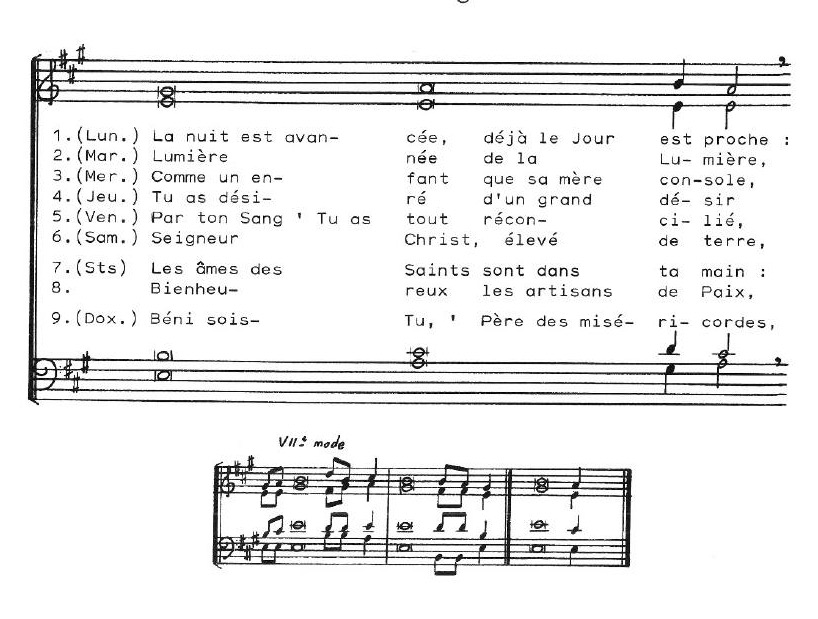 1.(Lun.) La nuit est avan- cée, déjà le Jour est proche :
2.(Mar.) Lumière née de la Lu- mière,
3.(Mer.) Comme un en- fant que sa mère con-sole,
4.(Jeu.) Tu as dési- ré d'un grand dé- sir
5.(Ven.) Par ton Sang ' Tu as tout récon- ci- lié,
6.(Sam.) Seigneur Christ, élevé de terre,
7.(Sts) Les âmes des Saints sont dans ta main :
8. Bienheu- reux les artisans de Paix,
9.(Dox.) Béni sois- Tu, ' Père des misé- ri- cordes,
VIIe mode